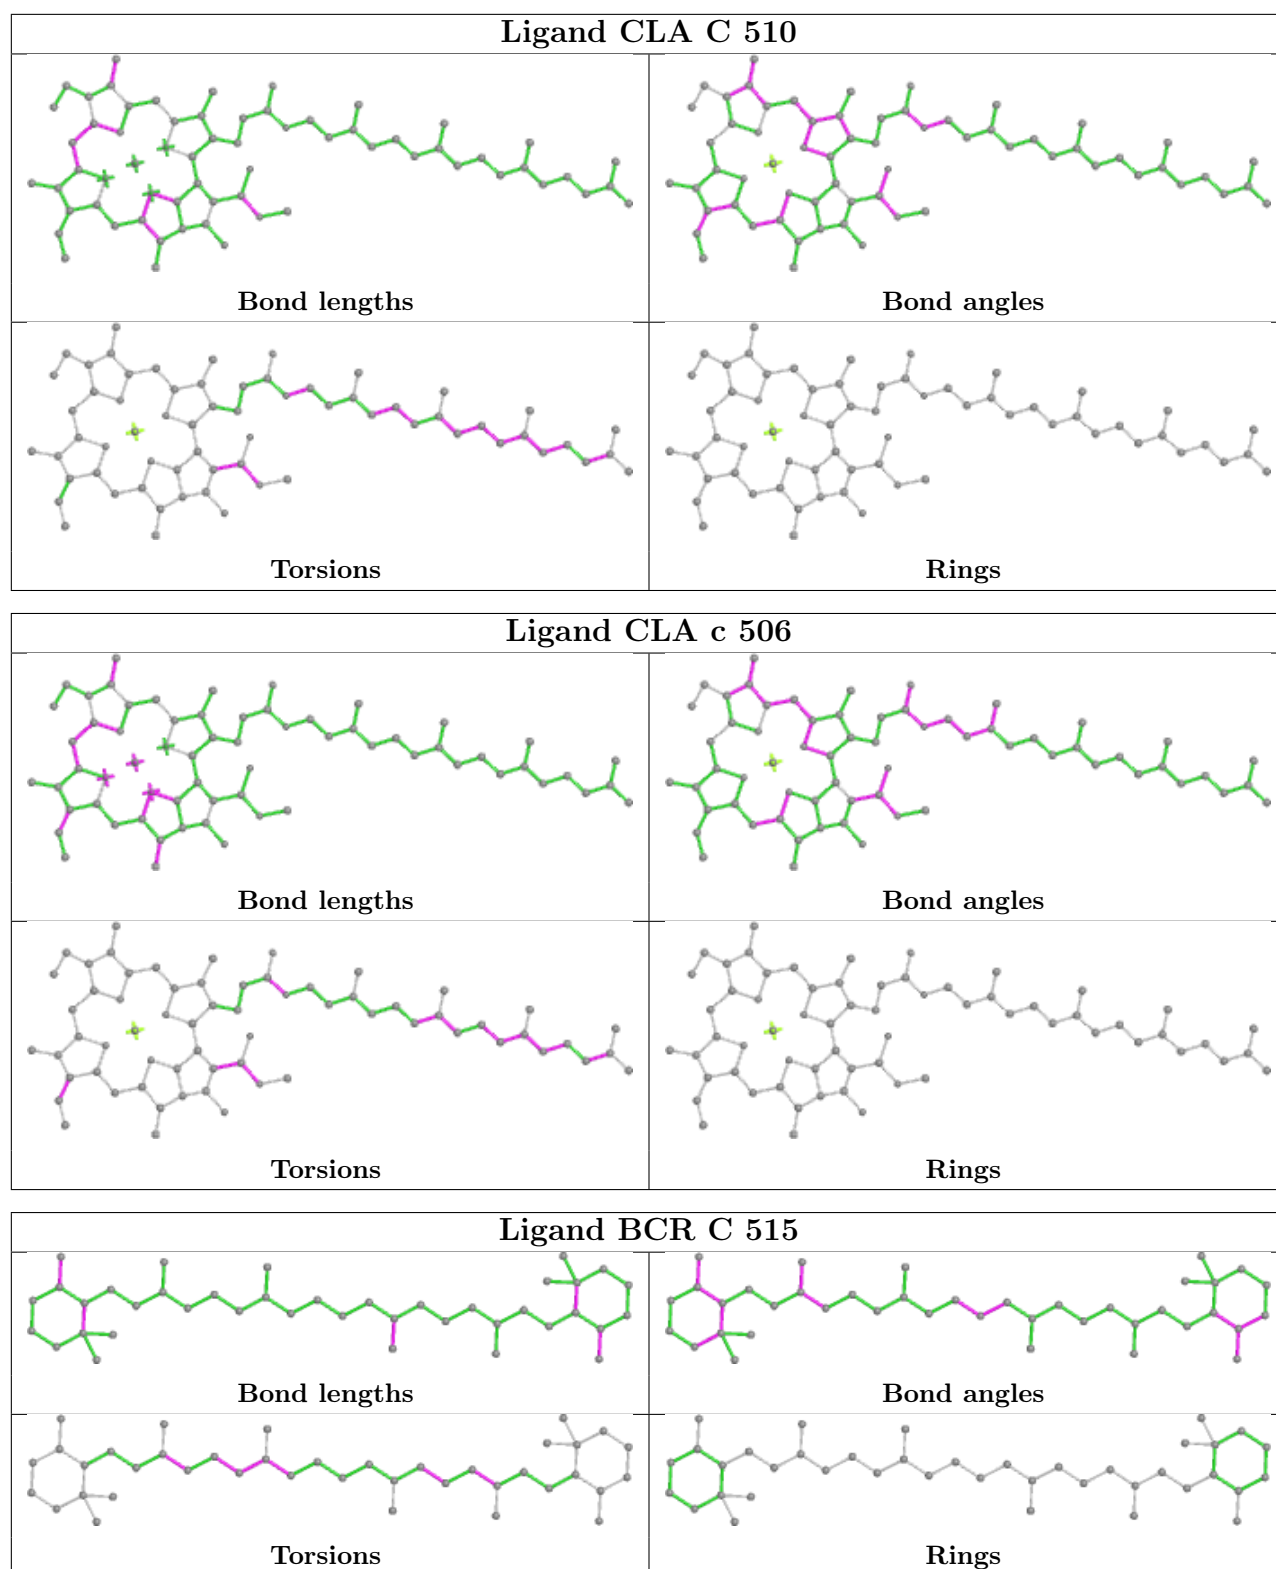 Ligand CLA C 510
Bond lengths
Bond angles
Torsions
Rings
Ligand CLA c 506
Bond lengths
Bond angles
Torsions
Rings
Ligand BCR C 515
Bond lengths
Bond angles
Torsions
Rings